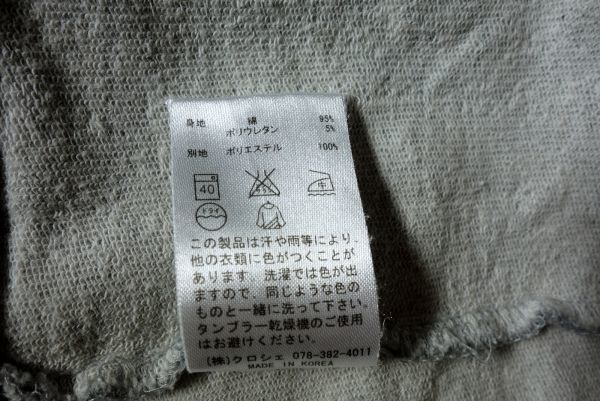 身地 綿 95%
ポリウレタン 5%
別地 ポリエステル 100%
40 中
ドライ
この製品は汗や雨等により、
他の衣類に色がつくことが
あります 洗濯では色が出
ますので、同じような色の
ものと一緒に洗って下さい。
タンブラー乾燥機のご使用
はお避けください。
(株)クロシェ 078-382-4011
MADE IN KOREA